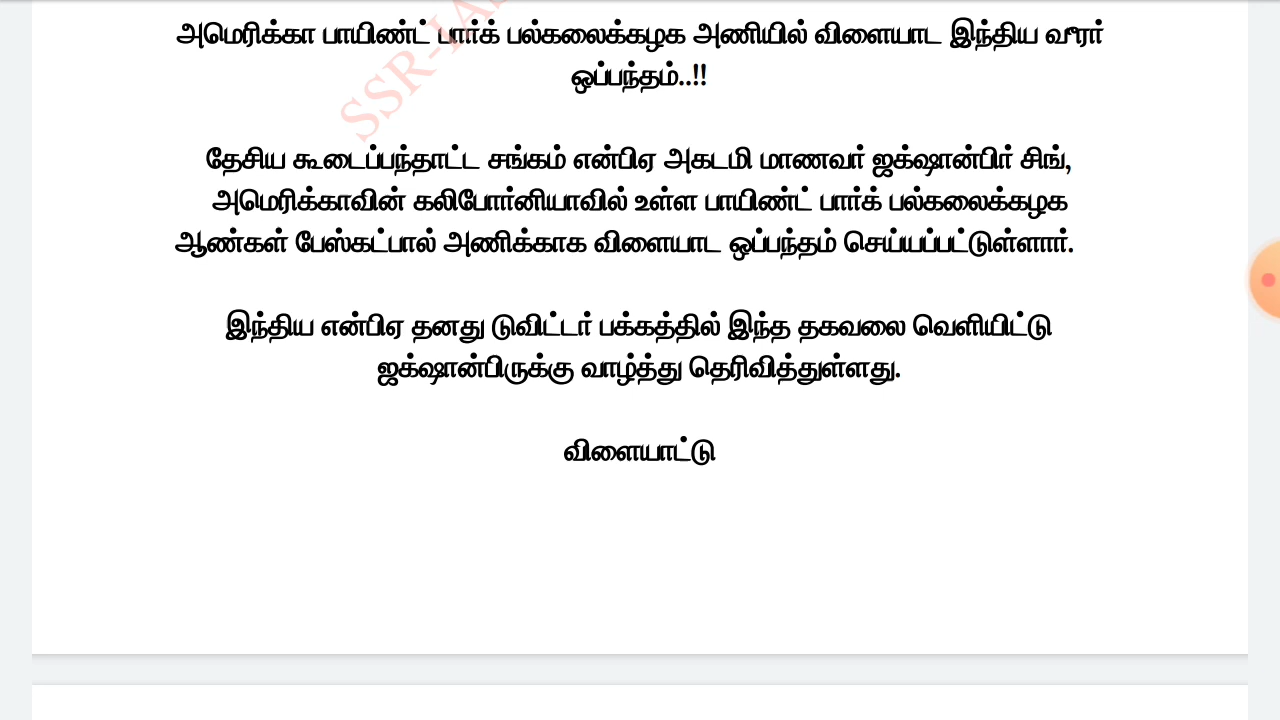 அமெரிக்கா பாயிண்ட் பார்க் பல்கலைக்கழக அணியில் விளையாட இந்திய வீரர்
ஒப்பந்தம்..!!
தேசிய கூடைப்பந்தாட்ட சங்கம் என்பிஏ அகடமி மாணவர் ஜக்ஷான்பிர் சிங்,
அமெரிக்காவின் கலிபோர்னியாவில் உள்ள பாயிண்ட் பார்க் பல்கலைக்கழக
ஆண்கள் பேஸ்கட்பால் அணிக்காக விளையாட ஒப்பந்தம் செய்யப்பட்டுள்ளார்.
இந்திய என்பிஏ தனது டுவிட்டர் பக்கத்தில் இந்த தகவலை வெளியிட்டு
ஜக்ஷான்பிருக்கு வாழ்த்து தெரிவித்துள்ளது.
விளையாட்டு